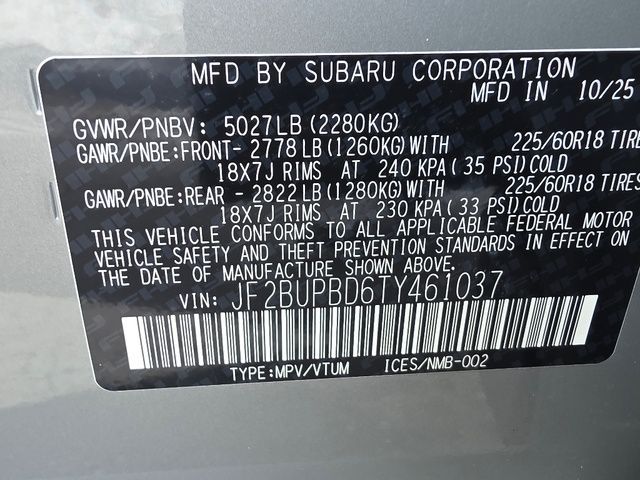 MFD BY SUBARU CORPORATION
MFD IN 10/25
GVWR/PNBV: 5027LB(2280KG)
GAWR/PNBE:FRONT- 2778LB(1260KG)WITH 225/60R18 TIRE
18X7J RIMS AT 240 KPA(35 PSI)COLD
GAWR/PNBE:REAR - 2822LB(1280KG)WITH 225/60R18 TIRES
18X7J RIMS AT 230 KPA(33 PSI)COLD
THIS VEHICLE CONFORMS TO ALL APPLICABLE FEDERAL MOTOR
VEHICLE SAFETY AND THEFT PREVENTION STANDARDS IN EFFECT ON
THE DATE OF MANUFACTURE SHOWN ABOVE.
VIN: JF2BUPBD6TY461037
TYPE:MPV/VTUM ICES/NMB-002